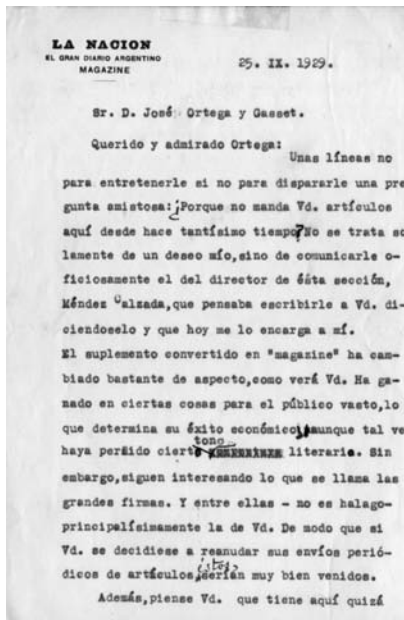 LA NACION
EL GRAN DIARIO ARGENTINO
MAGAZINE
25. IX. 1929.
Sr. D. José Ortega y Gasset.
Querido y admirado Ortega:
Unas líneas no
para entretenerle si no para dispararle una pre
gunta amistosa:¿Porque no manda Vd. artículos
aquí desde hace tantísimo tiempo?No se trata so
lamente de un deseo mío,sino de comunicarle o-
ficiosamente el del director de ésta sección,
Méndez Calzada,que pensaba escribirle a Vd. di-
ciendoselo y que hoy me lo encarga a mí.
El suplemento convertido en "magazine" ha cam-
biado bastante de aspecto,como verá Vd. Ha ga-
nado en ciertas cosas para el público vasto,lo
que determina su éxito económico,aunque tal ve
tono
haya perdido cierto literario. Sin
embargo,siguen interesando lo que se llama las
grandes firmas. Y entre ellas - no es halago-
principalísimamente la de Vd. De modo que si
Vd. se decidiese a reanudar sus envíos perió-
éstos
dicos de artículos,serían muy bien venidos.
Además,piense Vd. que tiene aquí quizá